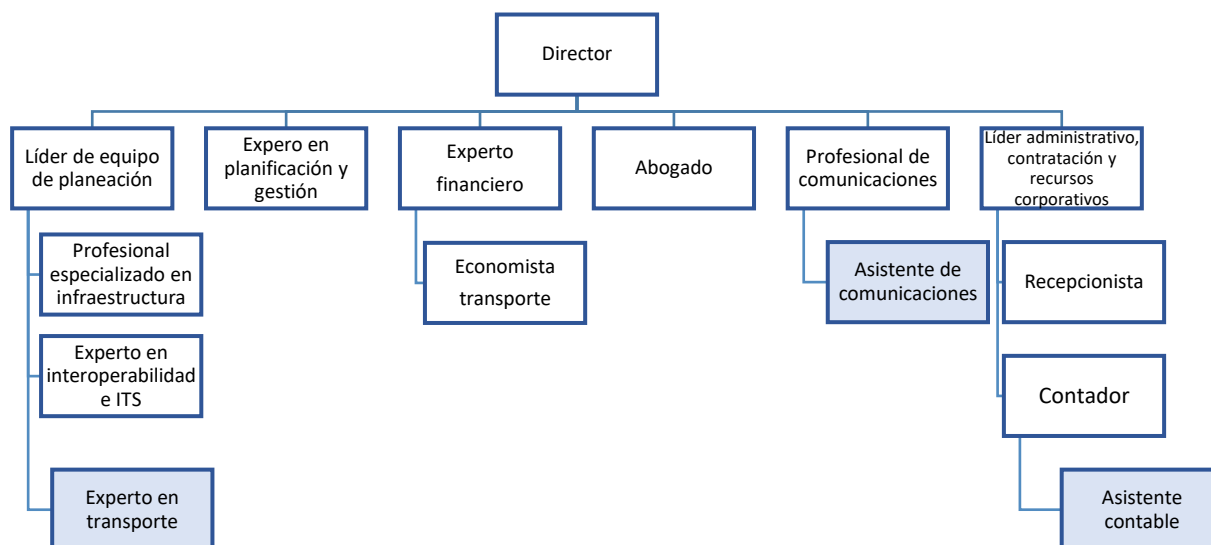 Director
Líder de equipo
de planeación
Expero en
planificación y
gestión
Experto
financiero
Abogado
Profesional de
comunicaciones
Líder administrativo,
contratación y
recursos
corporativos
Profesional
especializado en
infraestructura
Economista
transporte
Asistente de
comunicaciones
Recepcionista
Experto en
interoperabilidad
e ITS
Contador
Experto en
transporte
Asistente
contable